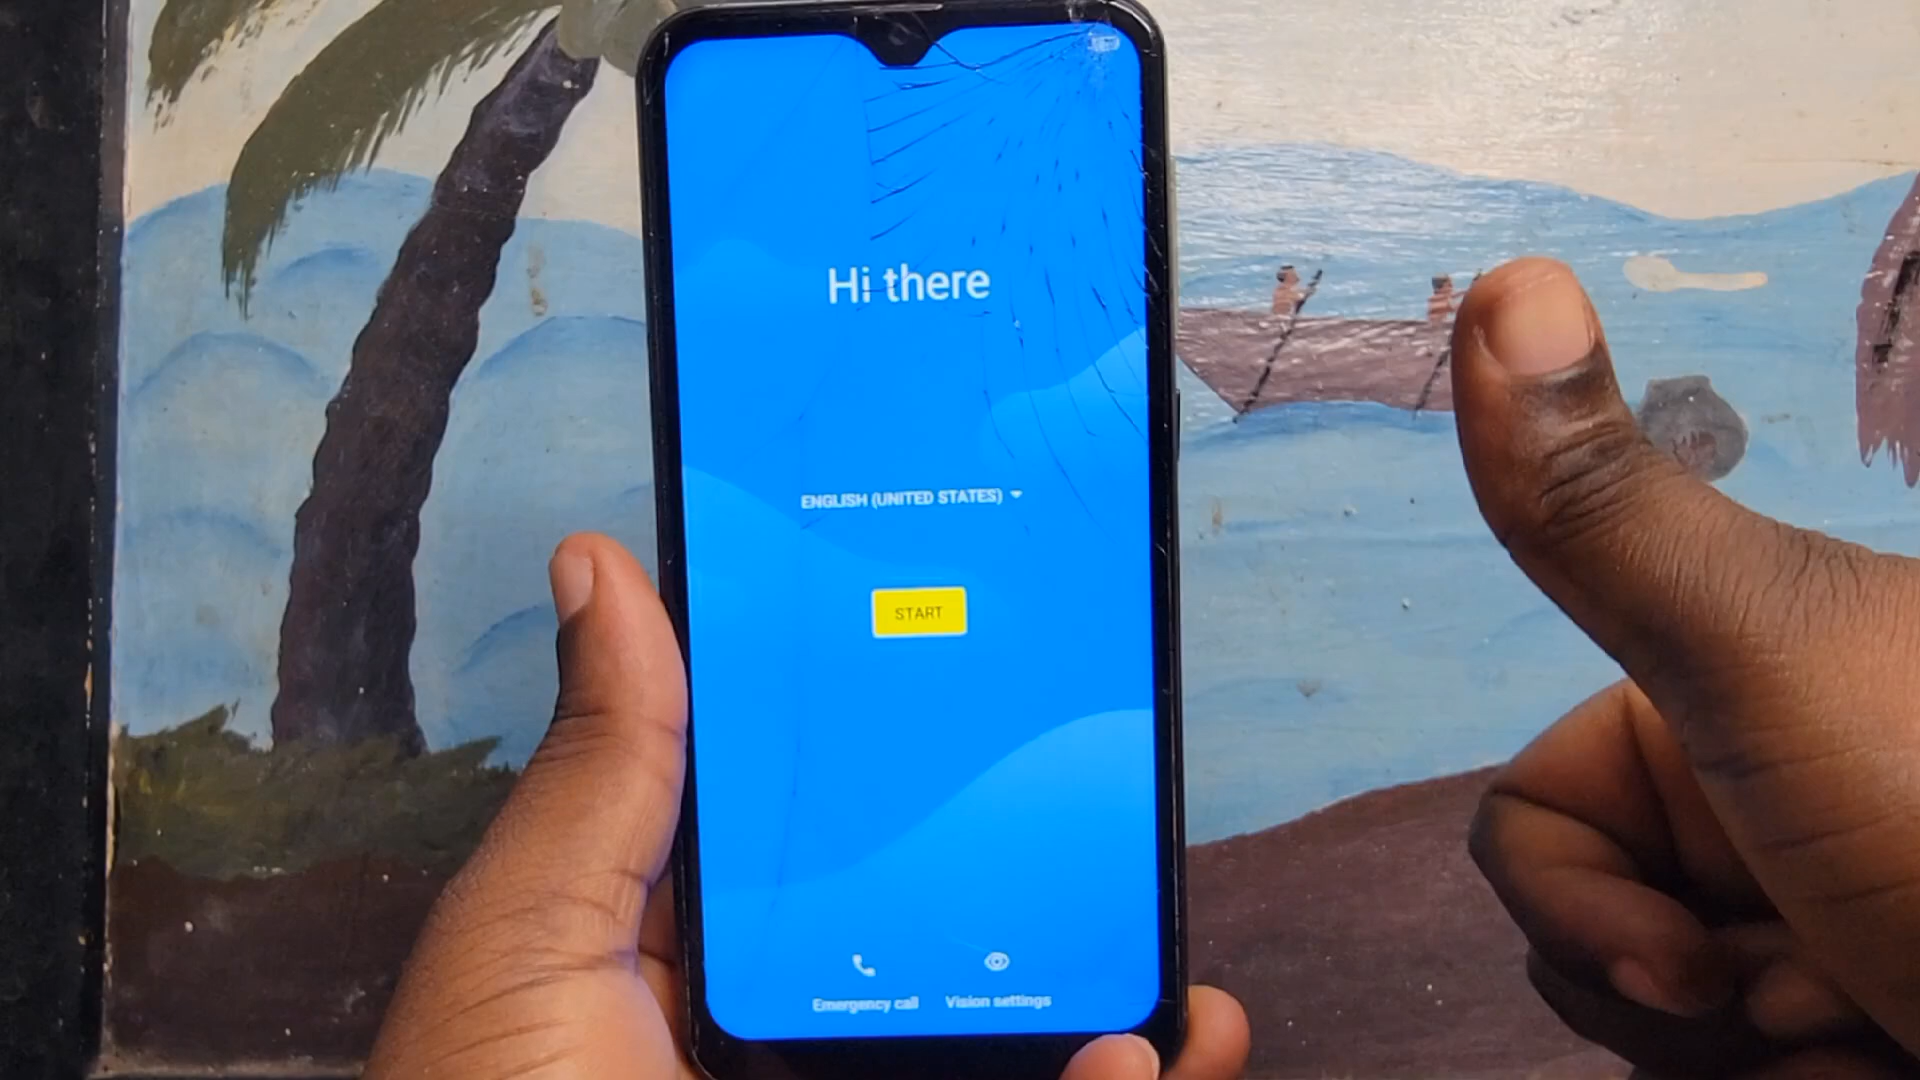 Hi there
ENGLISH (UNITED STATES)
START
Emergency call
Vision settings